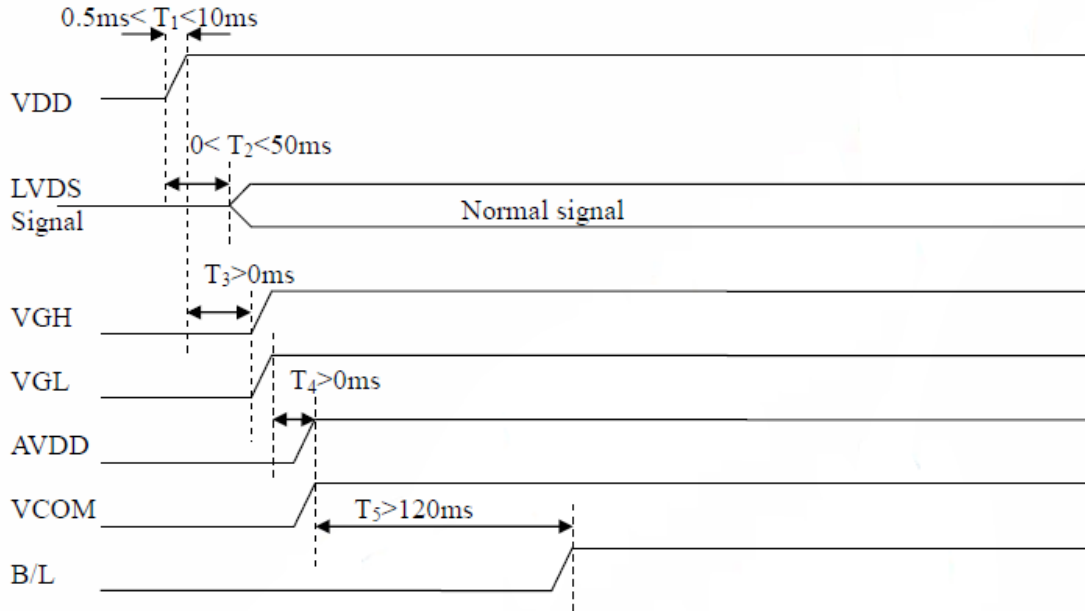 0.5ms< T₁<10ms
VDD
0< T₂<50ms
LVDS
Signal
Normal signal
T₃>0ms
VGH
VGL
T₄>0ms
AVDD
VCOM
T₅>120ms
B/L